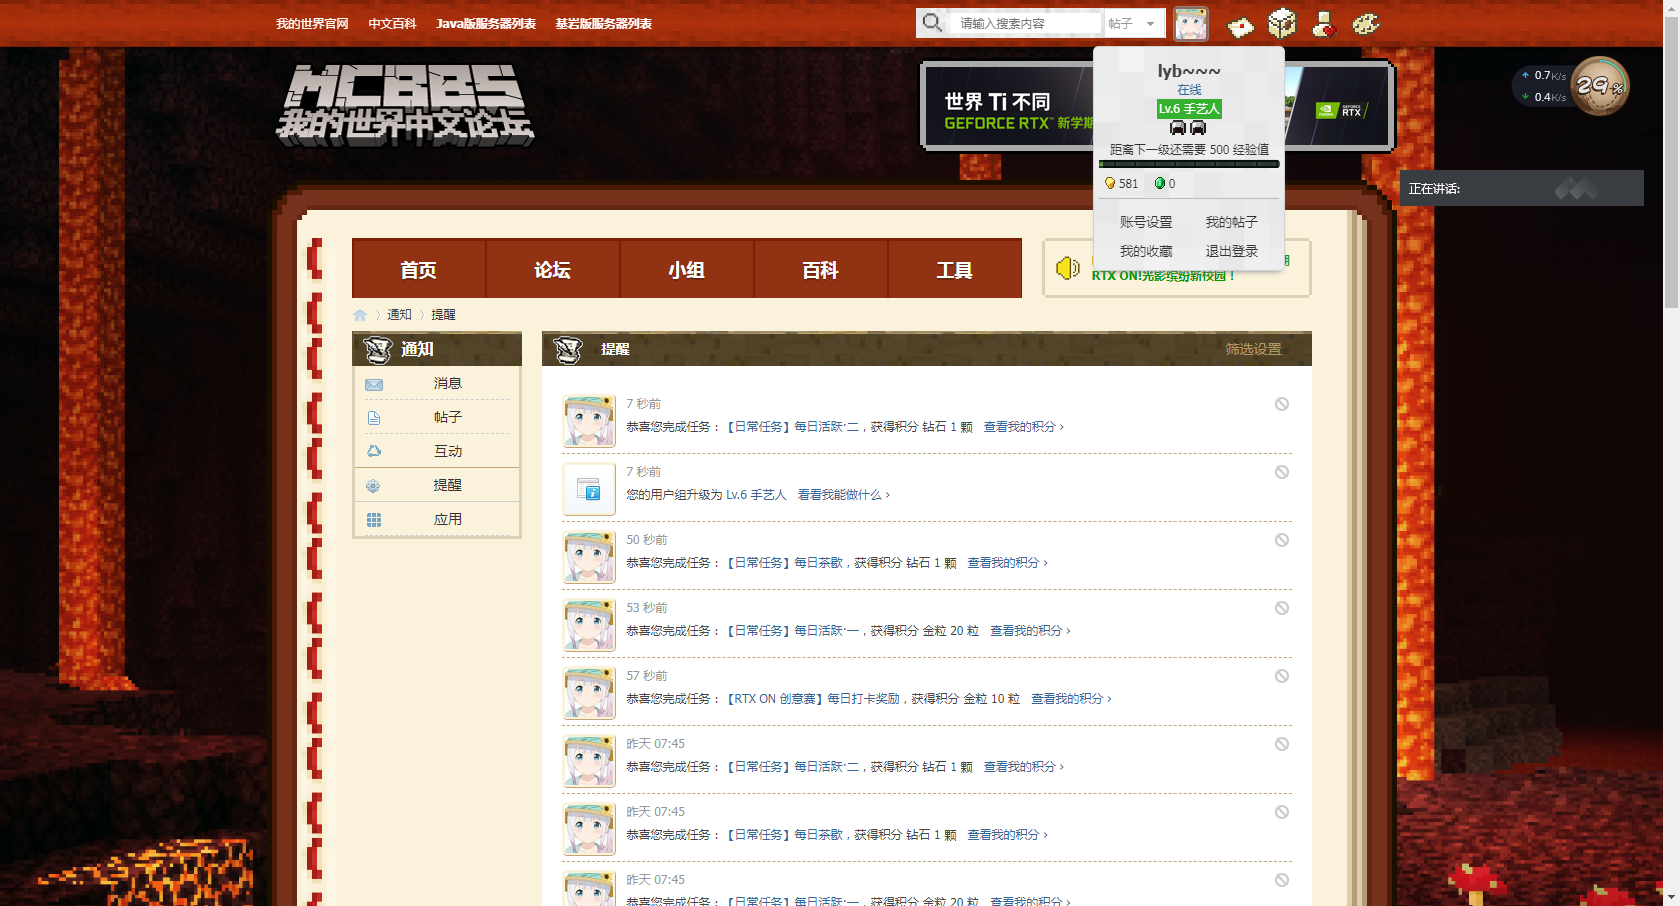 我的世界官网 中文百科 Java版服务器列表 基岩版服务器列表
请输入搜索内容 帖子
MCBBS
我的世界中文论坛
世界 Ti 不同
GEFORCE RTX™ 新学期
NVIDIA GEFORCE RTX
lyb~~~
在线
Lv.6 手艺人
距离下一级还需要 500 经验值
581 0
账号设置 我的帖子
我的收藏 退出登录
29%
0.7K/s
0.4K/s
正在讲话:
首页 论坛 小组 百科 工具
RTX ON!光影缤纷新校园！
通知 提醒
通知
消息
帖子
互动
提醒
应用
提醒 筛选设置
7 秒前
恭喜您完成任务：【日常任务】每日活跃·二，获得积分 钻石 1 颗 查看我的积分 ›
7 秒前
您的用户组升级为 Lv.6 手艺人 看看我能做什么 ›
50 秒前
恭喜您完成任务：【日常任务】每日茶歇，获得积分 钻石 1 颗 查看我的积分 ›
53 秒前
恭喜您完成任务：【日常任务】每日活跃·一，获得积分 金粒 20 粒 查看我的积分 ›
57 秒前
恭喜您完成任务：【RTX ON 创意赛】每日打卡奖励，获得积分 金粒 10 粒 查看我的积分 ›
昨天 07:45
恭喜您完成任务：【日常任务】每日活跃·二，获得积分 钻石 1 颗 查看我的积分 ›
昨天 07:45
恭喜您完成任务：【日常任务】每日茶歇，获得积分 钻石 1 颗 查看我的积分 ›
昨天 07:45
恭喜您完成任务：【日常任务】每日活跃·一，获得积分 金粒 20 粒 查看我的积分 ›